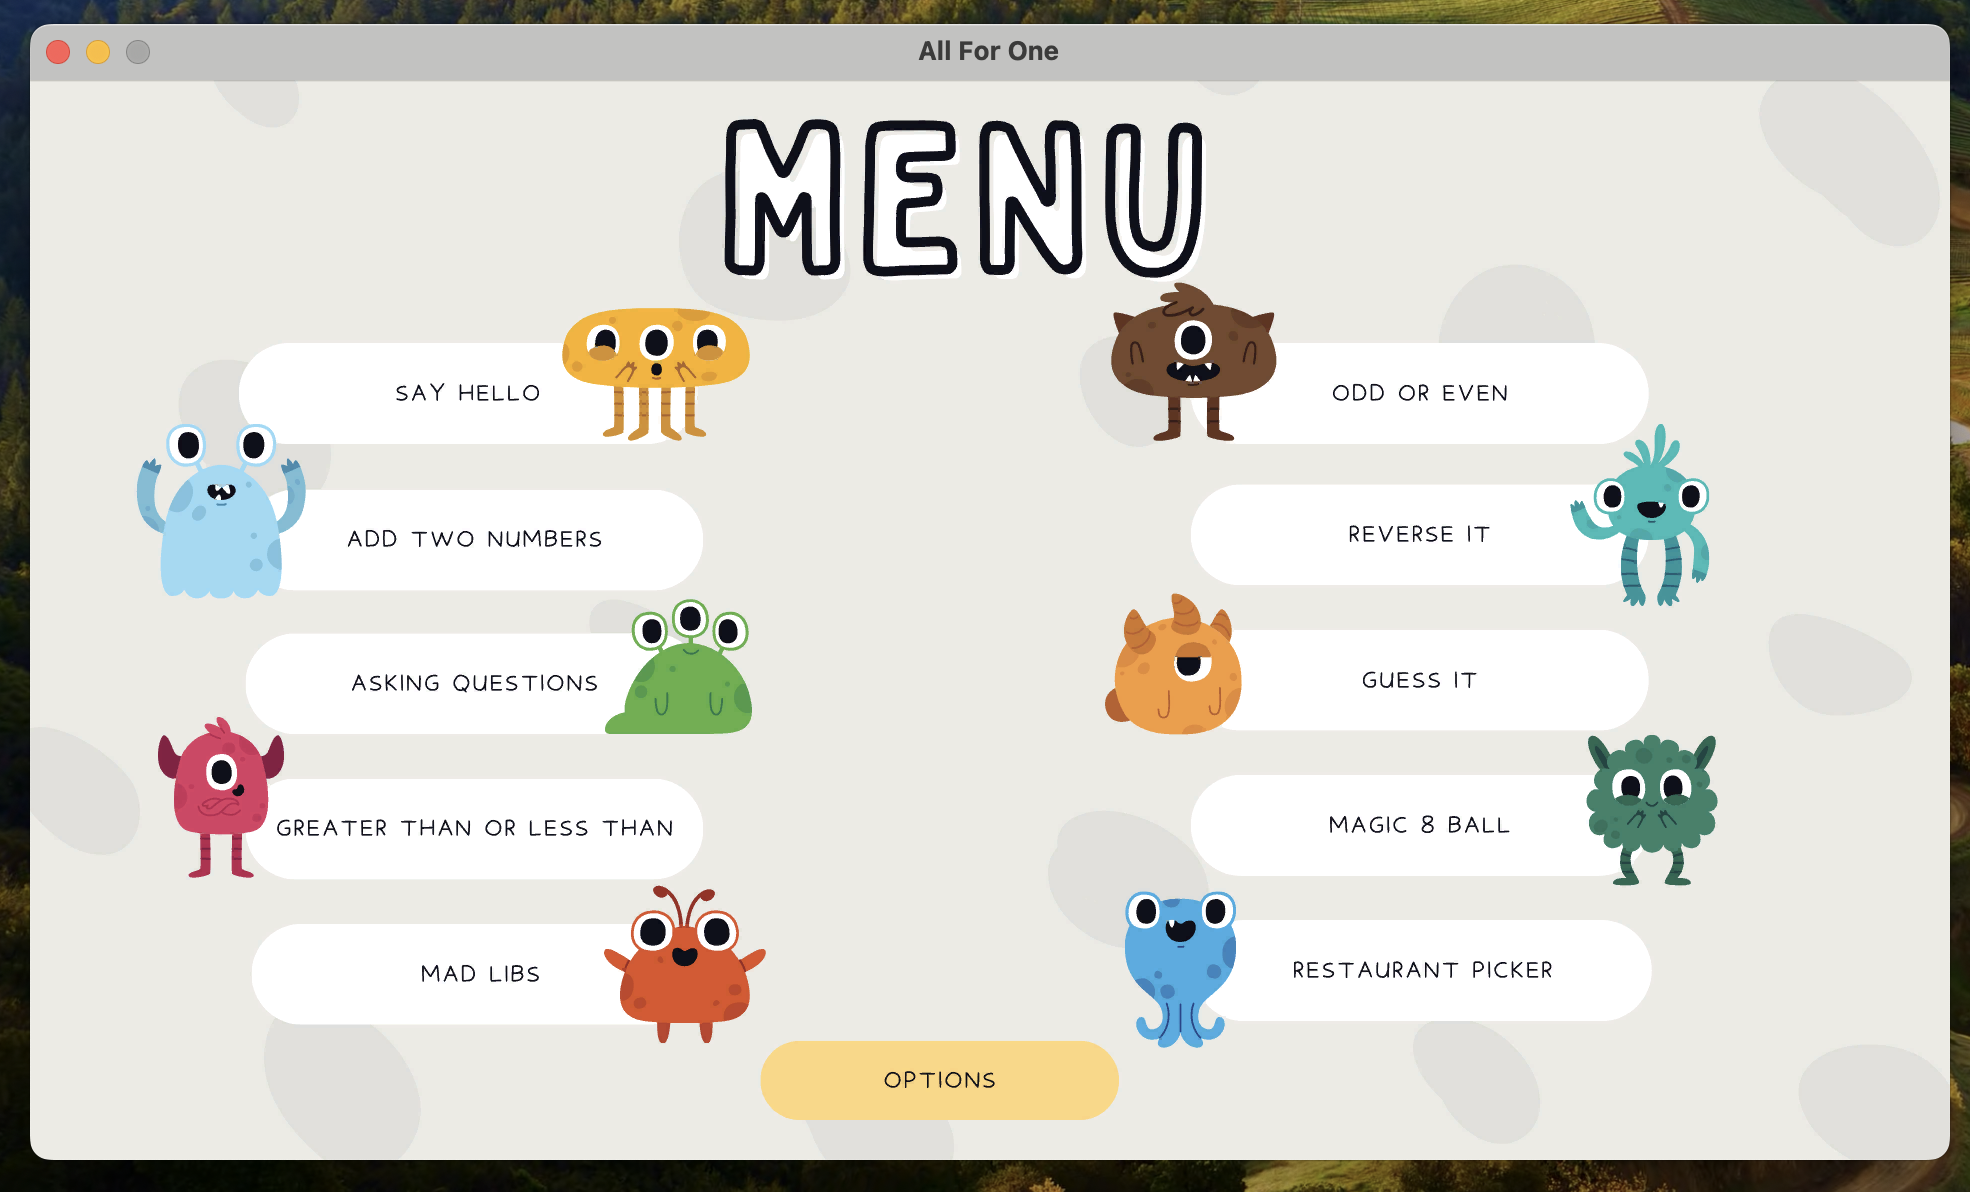 All For One
MENU
SAY HELLO
ADD TWO NUMBERS
ASKING QUESTIONS
GREATER THAN OR LESS THAN
MAD LIBS
ODD OR EVEN
REVERSE IT
GUESS IT
MAGIC 8 BALL
RESTAURANT PICKER
OPTIONS